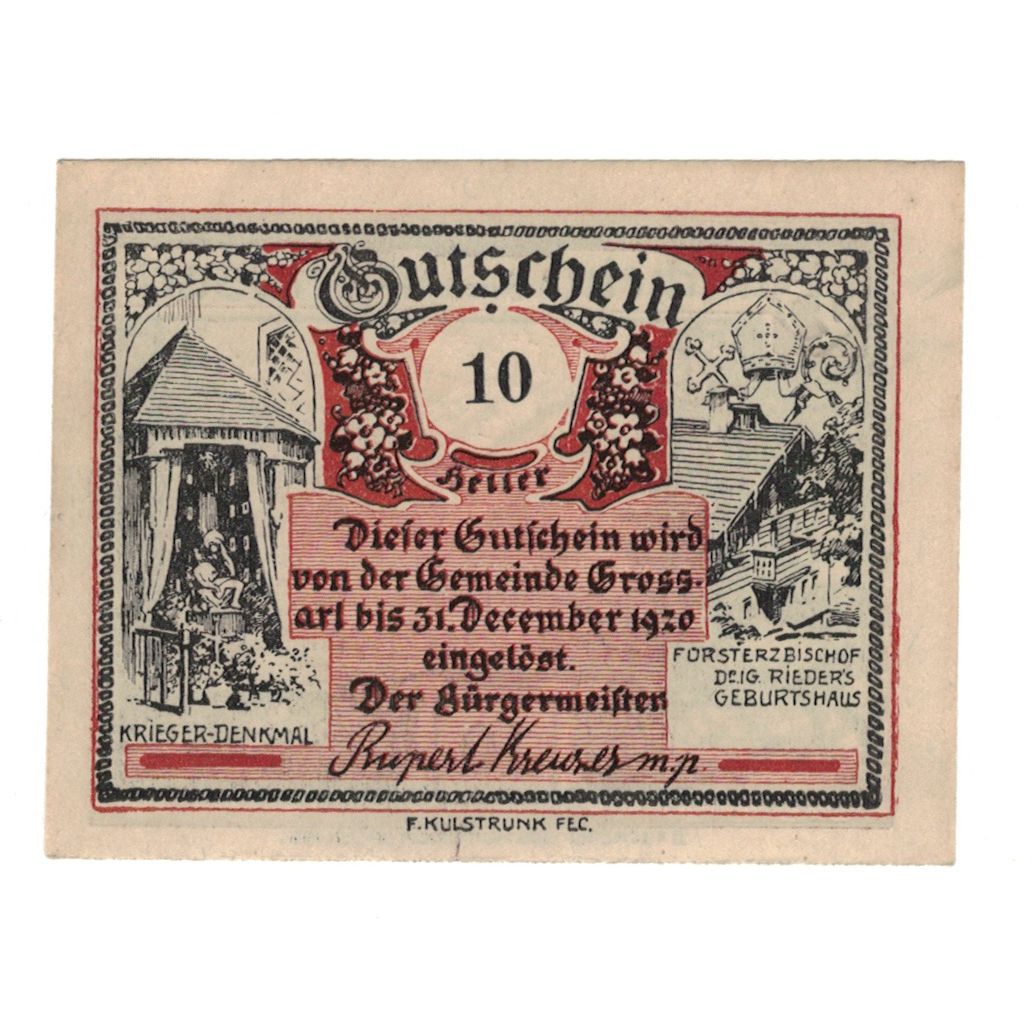 Gutschein
10
Heller
Dieser Gutschein wird
von der Gemeinde Gross-
arl bis 31. December 1920
eingelöst.
Der Bürgermeister
Rupert Kreuzer m.p.
KRIEGER-DENKMAL
FÜRSTERZBISCHOF
DR. IG. RIEDER'S
GEBURTSHAUS
F. KULSTRUNK FEC.